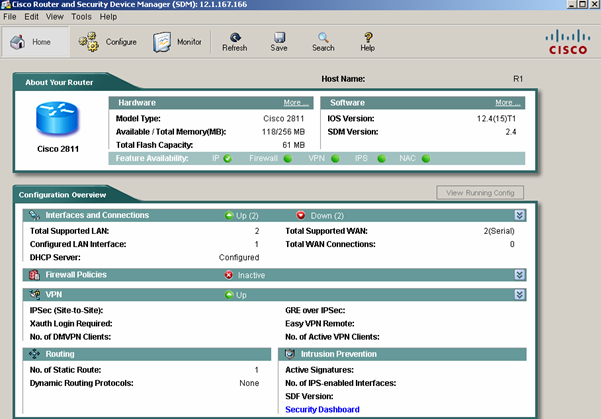 Cisco Router and Security Device Manager (SDM): 12.1.167.166
File Edit View Tools Help
Home Configure Monitor Refresh Save Search Help
CISCO
About Your Router
Host Name: R1
Cisco 2811
Hardware More ...
Model Type: Cisco 2811
Available / Total Memory(MB): 118/256 MB
Total Flash Capacity: 61 MB
Software More ...
IOS Version: 12.4(15)T1
SDM Version: 2.4
Feature Availability: IP Firewall VPN IPS NAC
Configuration Overview
View Running Config
Interfaces and Connections Up (2) Down (2)
Total Supported LAN: 2 Total Supported WAN: 2(Serial)
Configured LAN Interface: 1 Total WAN Connections: 0
DHCP Server: Configured
Firewall Policies Inactive
VPN Up
IPSec (Site-to-Site): GRE over IPSec:
Xauth Login Required: Easy VPN Remote:
No. of DMVPN Clients: No. of Active VPN Clients:
Routing
No. of Static Route: 1
Dynamic Routing Protocols: None
Intrusion Prevention
Active Signatures:
No. of IPS-enabled Interfaces:
SDF Version:
Security Dashboard